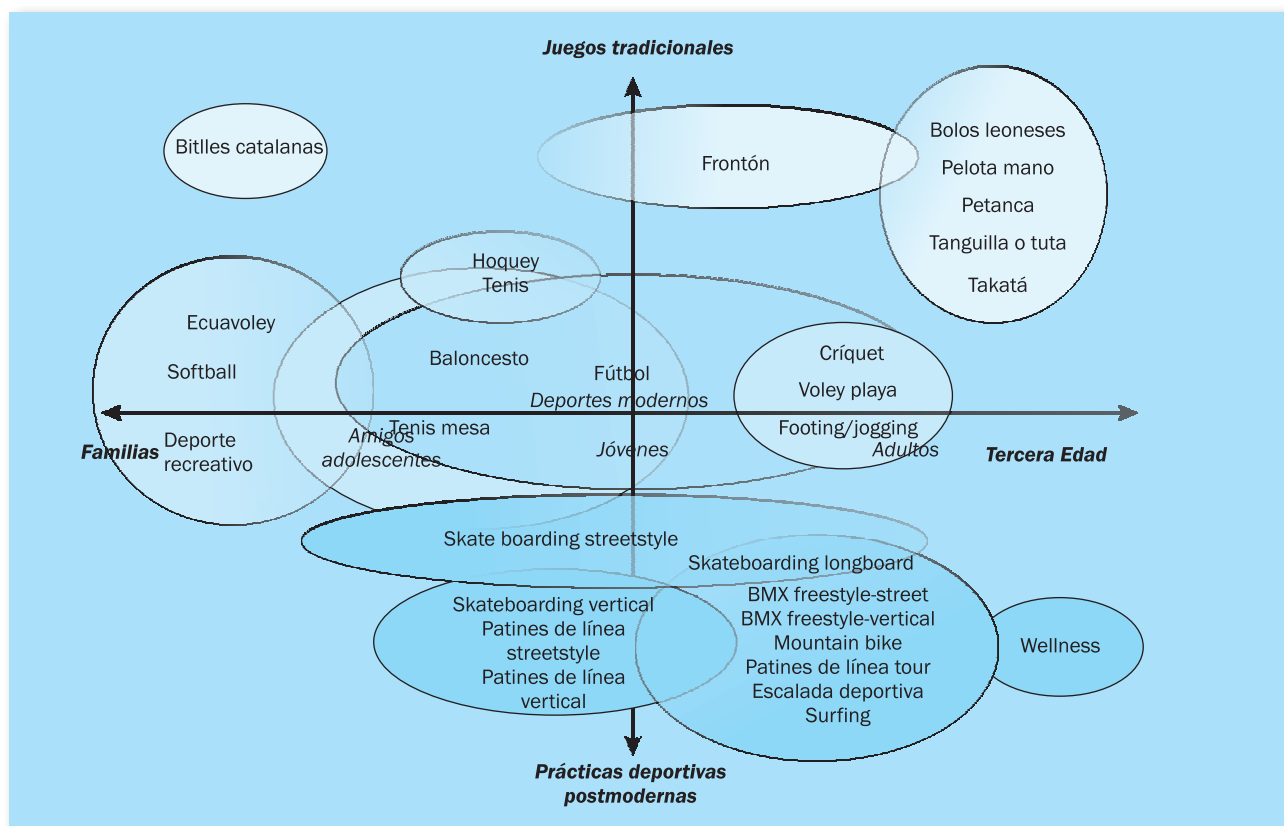 Juegos tradicionales
Bitlles catalanas
Frontón
Bolos leoneses
Pelota mano
Petanca
Tanguilla o tuta
Takatá
Hoquey
Tenis
Ecuavoley
Softball
Baloncesto
Fútbol
Deportes modernos
Críquet
Voley playa
Footing/jogging
Familias
Deporte
recreativo
Tenis mesa
Amigos
adolescentes
Jóvenes
Adultos
Tercera Edad
Skate boarding streetstyle
Skateboarding longboard
BMX freestyle-street
BMX freestyle-vertical
Mountain bike
Patines de línea tour
Escalada deportiva
Surfing
Skateboarding vertical
Patines de línea
streetstyle
Patines de línea
vertical
Wellness
Prácticas deportivas
postmodernas